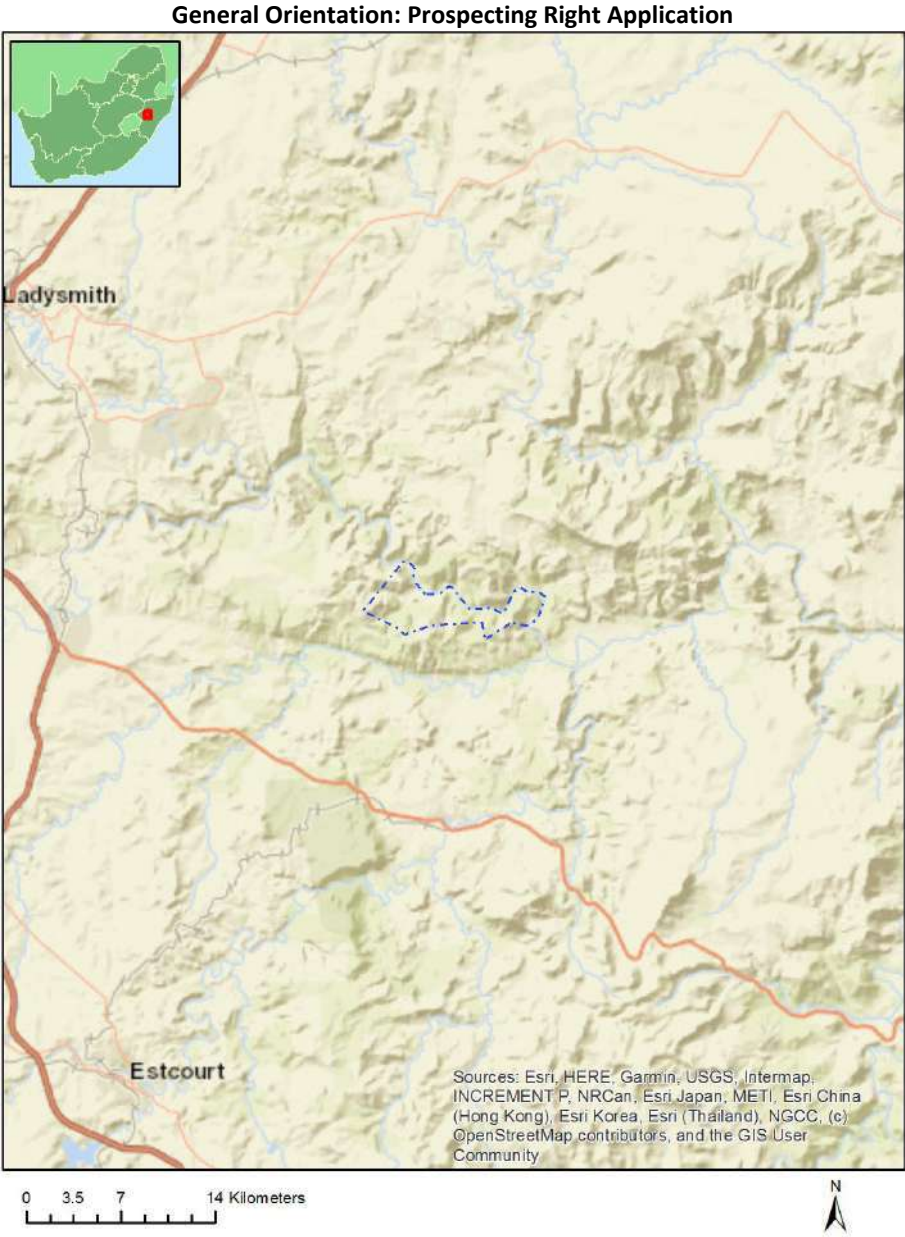 General Orientation: Prospecting Right Application
Ladysmith
Estcourt
Sources: Esri, HERE, Garmin, USGS, Intermap,
INCREMENT P, NRCan, Esri Japan, METI, Esri China
(Hong Kong), Esri Korea, Esri (Thailand), NGCC, (c)
OpenStreetMap contributors, and the GIS User
Community
0 3.5 7 14 Kilometers
N